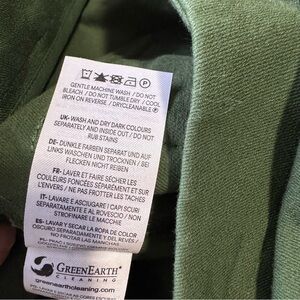 GENTLE MACHINE WASH / DO NOT
BLEACH / DO NOT TUMBLE DRY / COOL
IRON ON REVERSE / DRYCLEANABLE
UK- WASH AND DRY DARK COLOURS
SEPARATELY AND INSIDE OUT / DO NOT
RUB STAINS
DE- DUNKLE FARBEN SEPARAT UND AUF
LINKS WASCHEN UND TROCKNEN / BEI
FLECKEN NICHT REIBEN
FR- LAVER ET FAIRE SÉCHER LES
COULEURS FONCÉES SÉPARÉMENT ET À
L'ENVERS / NE PAS FROTTER LES TACHES
IT- LAVARE E ASCIUGARE I CAPI SCURI
SEPARATAMENTE E AL ROVESCIO / NON
STROFINARE LE MACCHIE
ES- LAVAR Y SECAR LA ROPA DE COLOR
OSCURO SEPARADAMENTE Y DEL REVÉS /
NO FROTAR LAS MANCHAS
GREENEARTH
CLEANING
greenearthcleaning.com